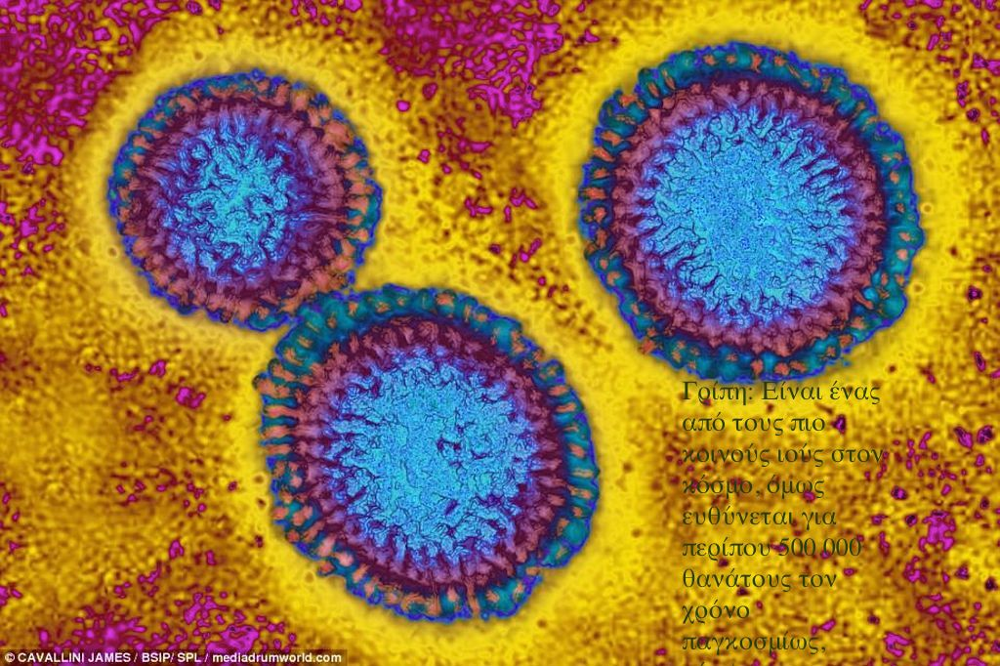 Γρίπη: Είναι ένας
από τους πιο
κοινούς ιούς στον
κόσμο, όμως
ευθύνεται για
περίπου 500.000
θανάτους τον
χρόνο
παγκοσμίως,
© CAVALLINI JAMES / BSIP/ SPL / mediadrumworld.com